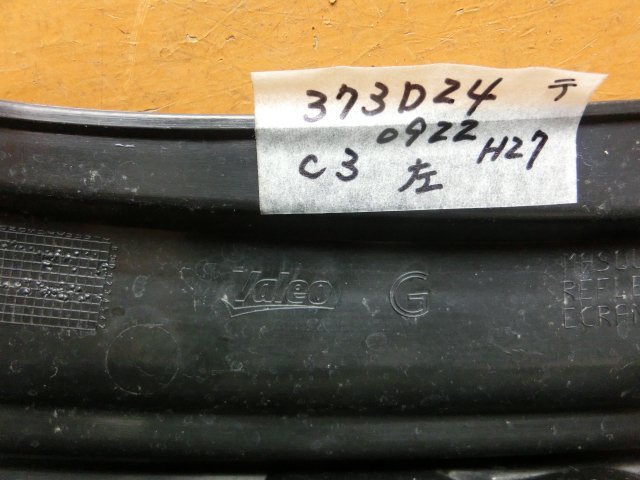 373D24 テ
0922
C3 左 H27
Valeo G